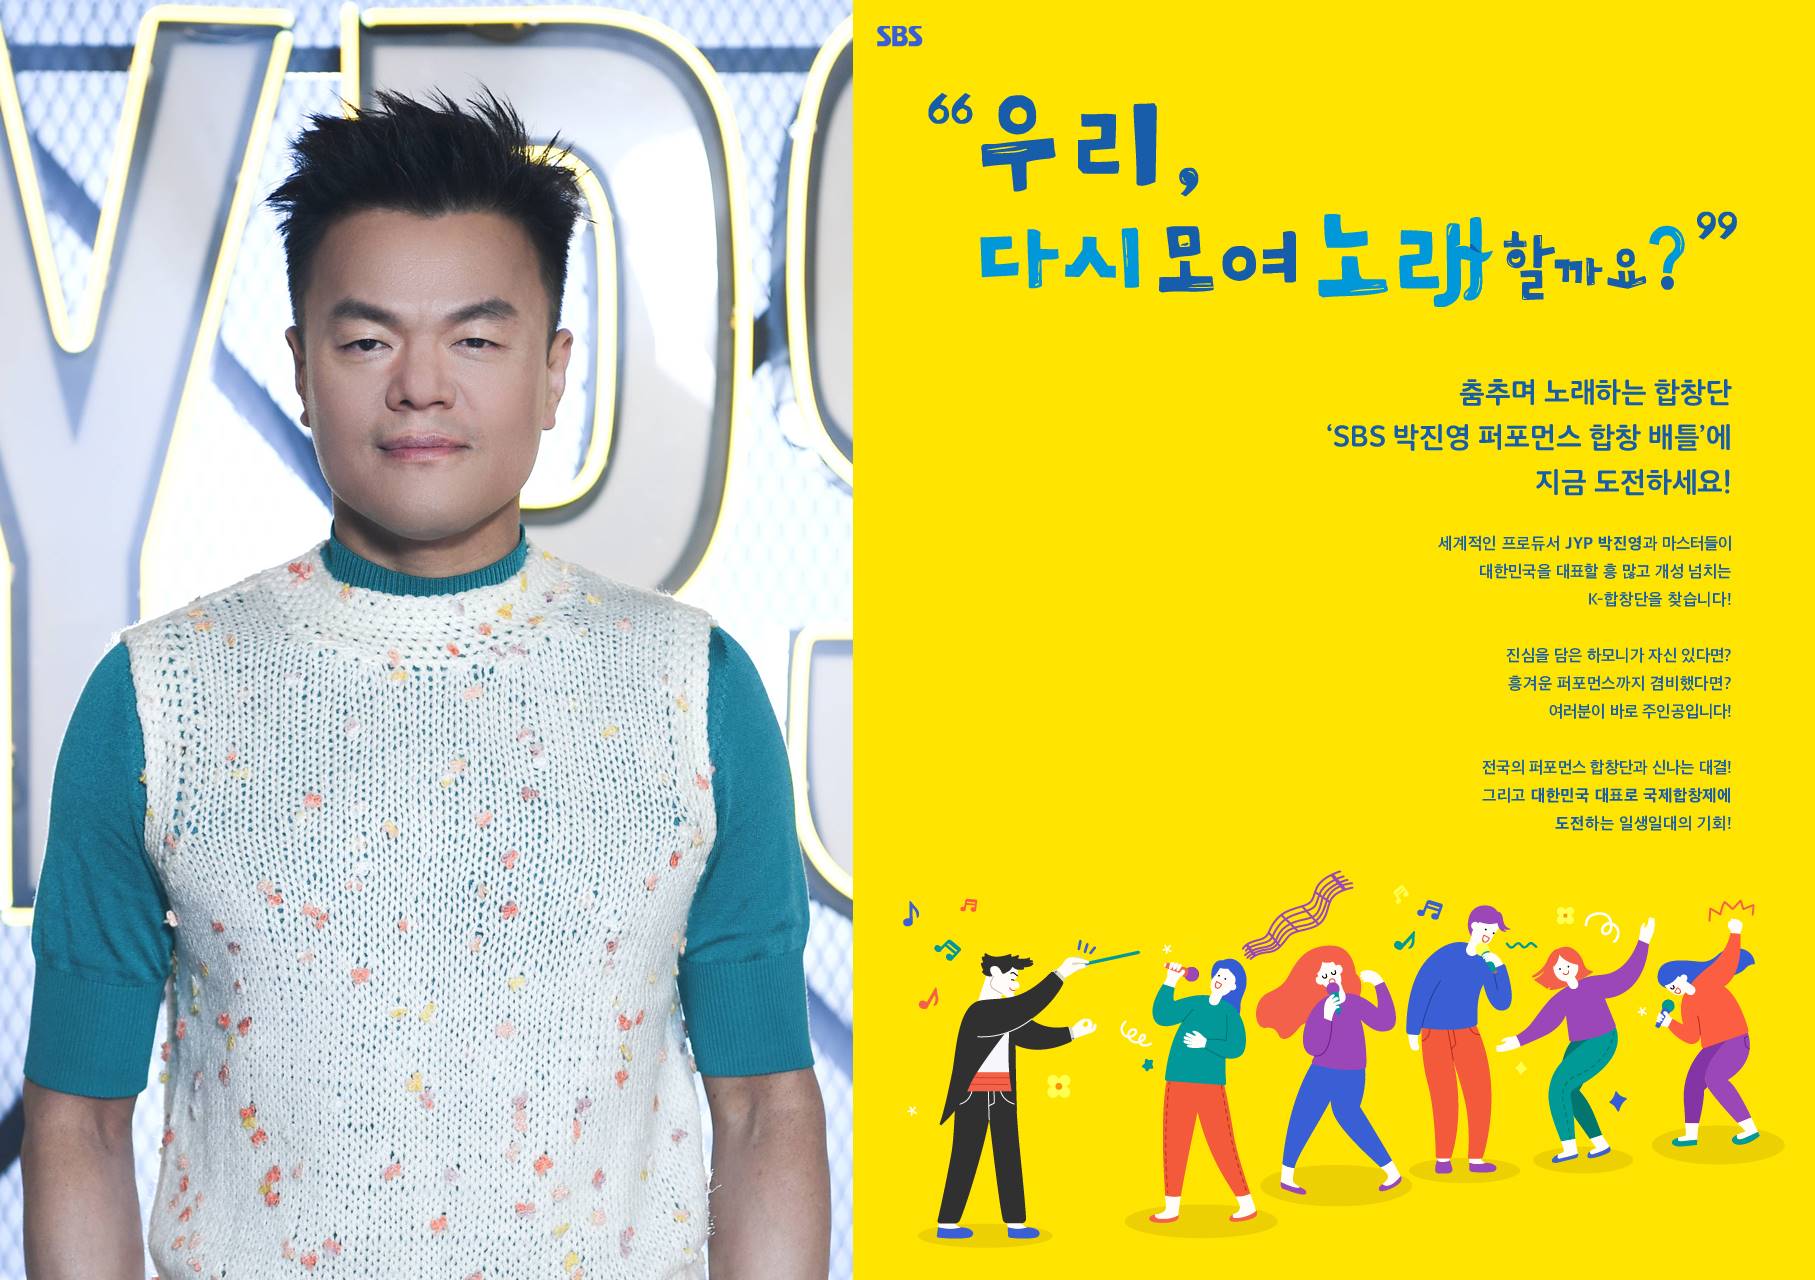 SBS
“우리,
다시 모여 노래 할까요?”
춤추며 노래하는 합창단
‘SBS 박진영 퍼포먼스 합창 배틀’에
지금 도전하세요!
세계적인 프로듀서 JYP 박진영과 마스터들이
대한민국을 대표할 흥 많고 개성 넘치는
K-합창단을 찾습니다!
진심을 담은 하모니가 자신 있다면?
흥겨운 퍼포먼스까지 겸비했다면?
여러분이 바로 주인공입니다!
전국의 퍼포먼스 합창단과 신나는 대결!
그리고 대한민국 대표로 국제합창제에
도전하는 일생일대의 기회!